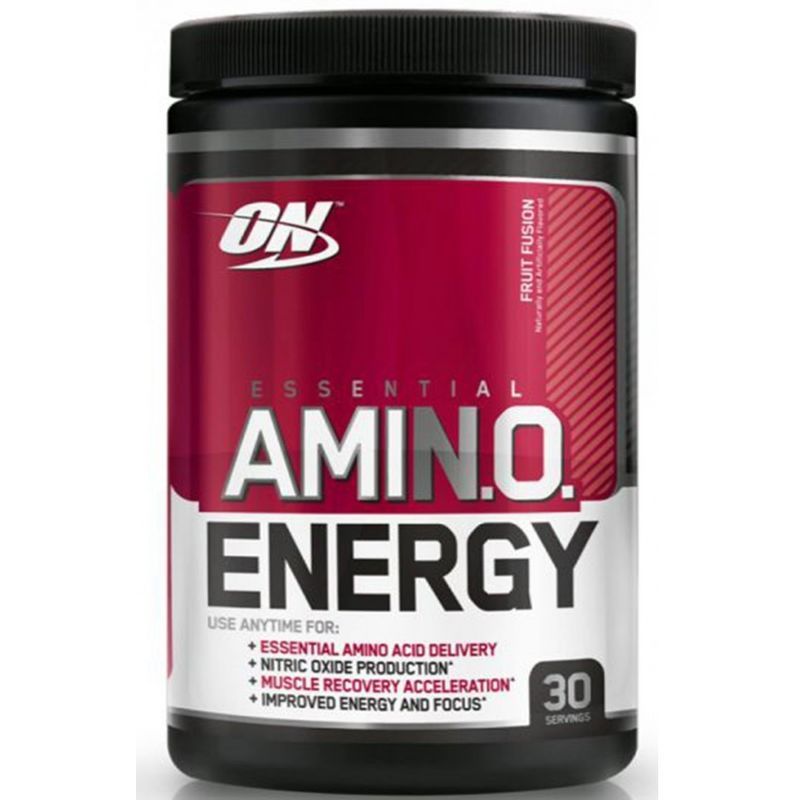 ON™
FRUIT FUSION
Naturally and Artificially Flavored
ESSENTIAL
AMIN.O.
ENERGY
USE ANYTIME FOR:
+ ESSENTIAL AMINO ACID DELIVERY
+ NITRIC OXIDE PRODUCTION*
+ MUSCLE RECOVERY ACCELERATION*
+ IMPROVED ENERGY AND FOCUS*
30
SERVINGS